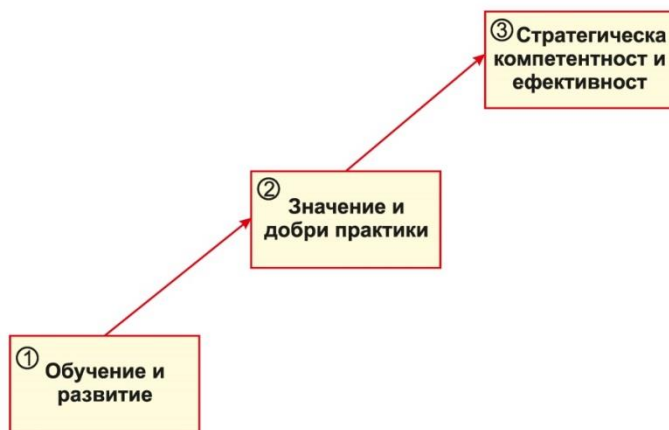 ③ Стратегическа
компетентност и
ефективност
②
Значение и
добри практики
①
Обучение и
развитие